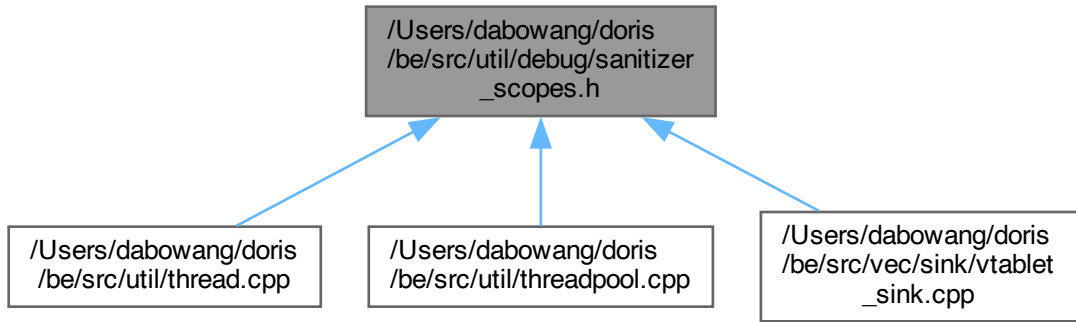 /Users/dabowang/doris
/be/src/util/debug/sanitizer
_scopes.h
/Users/dabowang/doris
/be/src/util/thread.cpp
/Users/dabowang/doris
/be/src/util/threadpool.cpp
/Users/dabowang/doris
/be/src/vec/sink/vtablet
_sink.cpp